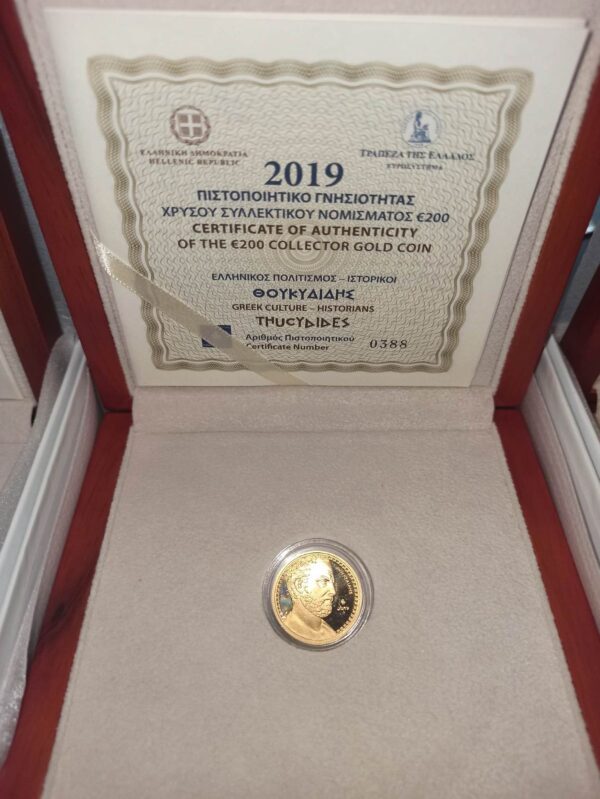 ΕΛΛΗΝΙΚΗ ΔΗΜΟΚΡΑΤΙΑ
HELLENIC REPUBLIC
ΤΡΑΠΕΖΑ ΤΗΣ ΕΛΛΑΔΟΣ
ΕΥΡΩΣΥΣΤΗΜΑ
2019
ΠΙΣΤΟΠΟΙΗΤΙΚΟ ΓΝΗΣΙΟΤΗΤΑΣ
ΧΡΥΣΟΥ ΣΥΛΛΕΚΤΙΚΟΥ ΝΟΜΙΣΜΑΤΟΣ €200
CERTIFICATE OF AUTHENTICITY
OF THE €200 COLLECTOR GOLD COIN
ΕΛΛΗΝΙΚΟΣ ΠΟΛΙΤΙΣΜΟΣ – ΙΣΤΟΡΙΚΟΙ
ΘΟΥΚΥΔΙΔΗΣ
GREEK CULTURE – HISTORIANS
THUCYDIDES
Αριθμός Πιστοποιητικού
Certificate Number
0388